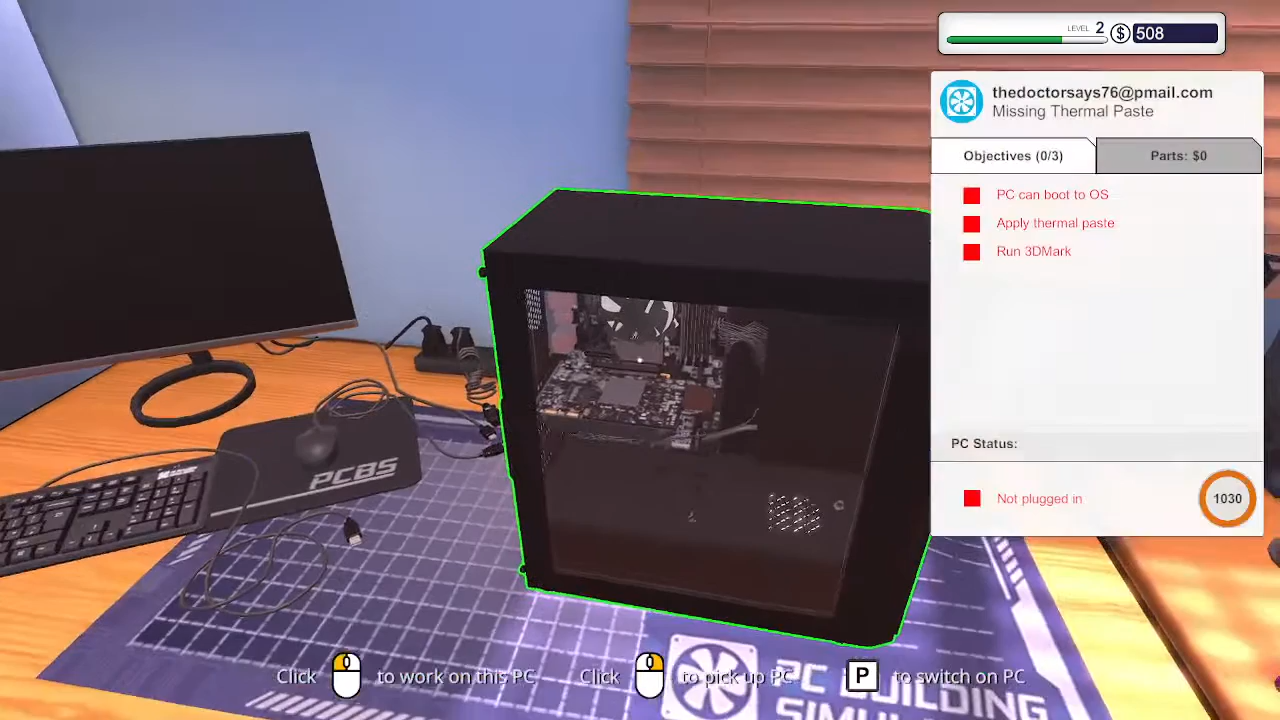 LEVEL 2 $ 508
thedoctorsays76@pmail.com
Missing Thermal Paste
Objectives (0/3)
Parts: $0
PC can boot to OS
Apply thermal paste
Run 3DMark
PC Status:
Not plugged in
1030
PCBS
Click to work on this PC
Click to pick up PC
P to switch on PC
PC BUILDING
SIMULATOR